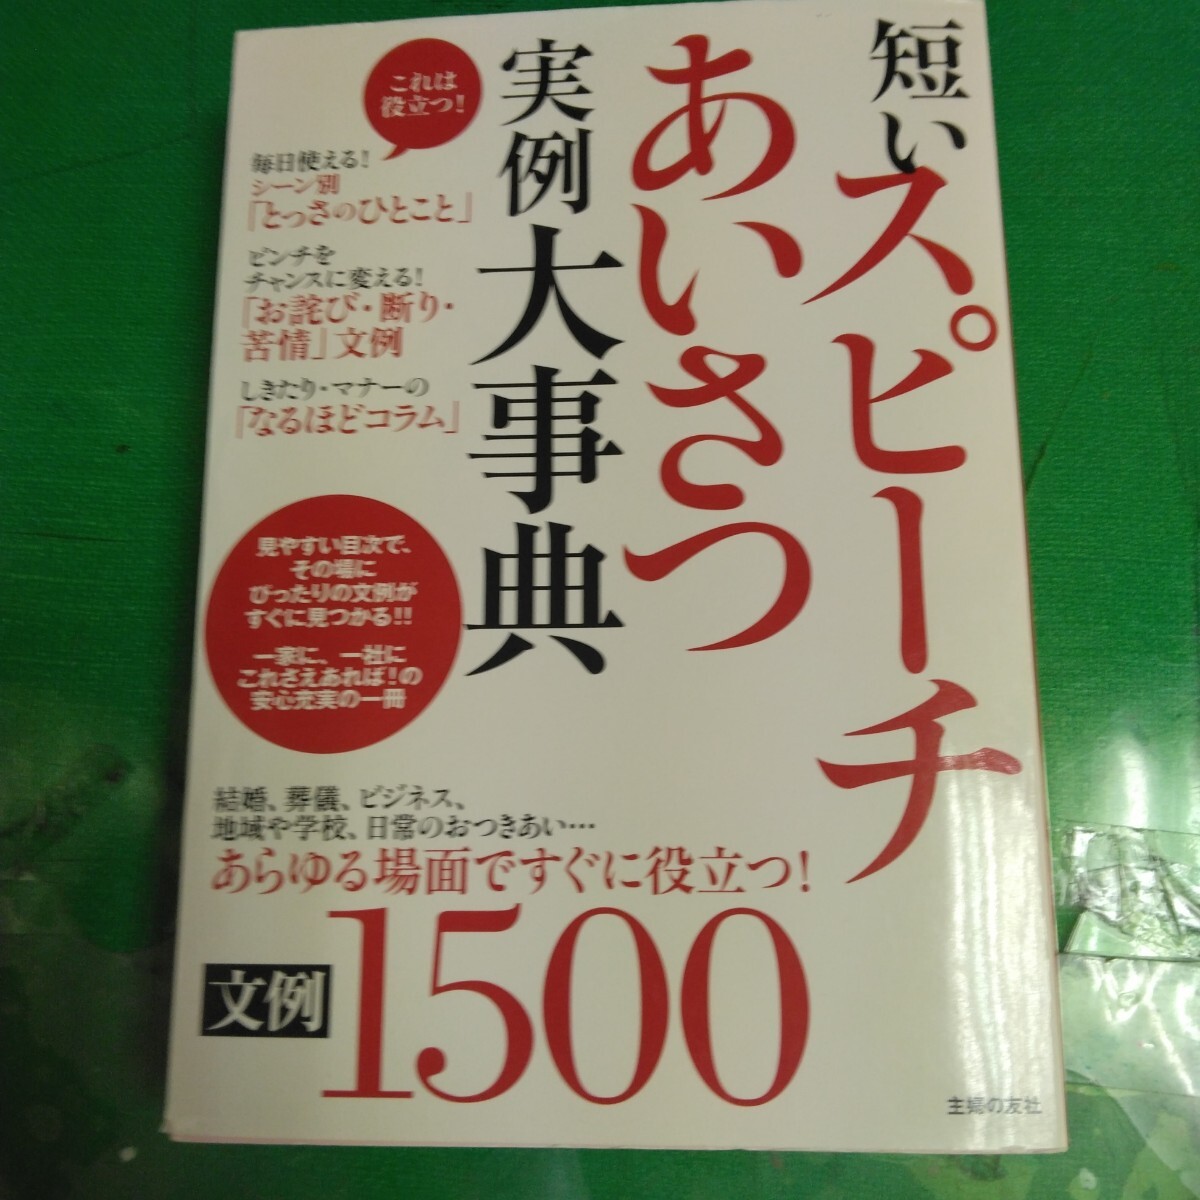 短いスピーチ
あいさつ
実例大事典
これは
役立つ!
毎日使える!
シーン別
「とっさのひとこと」
ピンチを
チャンスに変える!
「お詫び・断り・
苦情」文例
しきたり・マナーの
「なるほどコラム」
見やすい目次で、
その場に
ぴったりの文例が
すぐに見つかる!!
一家に、一社に
これさえあれば!の
安心充実の一冊
結婚、葬儀、ビジネス、
地域や学校、日常のおつきあい…
あらゆる場面ですぐに役立つ!
文例1500
主婦の友社